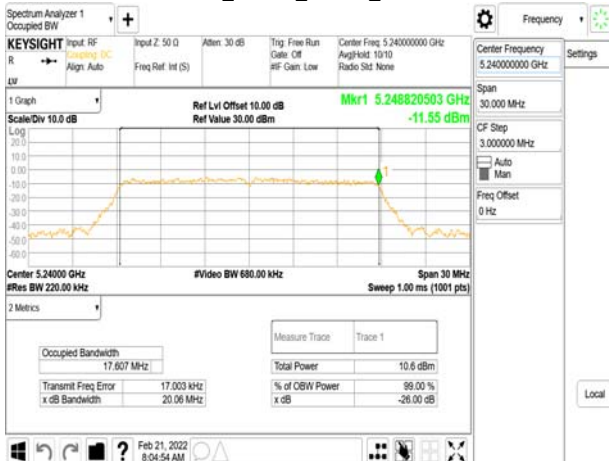 Spectrum Analyzer 1
Occupied BW
Frequency
KEYSIGHT
R
Input: RF
Coupling: DC
Align: Auto
Input Z: 50 Ω
Freq Ref: Int (S)
Atten: 30 dB
Trig: Free Run
Gate: Off
#IF Gain: Low
Center Freq: 5.240000000 GHz
Avg|Hold: 10/10
Radio Std: None
1 Graph
Scale/Div 10.0 dB
Ref Lvl Offset 10.00 dB
Ref Value 30.00 dBm
Mkr1 5.248820503 GHz
-11.55 dBm
Log
20.0
10.0
0.00
-10.0
-20.0
-30.0
-40.0
-50.0
-60.0
1
Center 5.24000 GHz
#Res BW 220.00 kHz
#Video BW 680.00 kHz
Span 30 MHz
Sweep 1.00 ms (1001 pts)
2 Metrics
Measure Trace
Trace 1
Occupied Bandwidth
17.607 MHz
Total Power
10.6 dBm
Transmit Freq Error
17.003 kHz
% of OBW Power
99.00 %
x dB Bandwidth
20.06 MHz
x dB
-26.00 dB
Center Frequency
5.240000000 GHz
Settings
Span
30.000 MHz
CF Step
3.000000 MHz
Auto
Man
Freq Offset
0 Hz
Local
?
Feb 21, 2022
8:04:54 AM